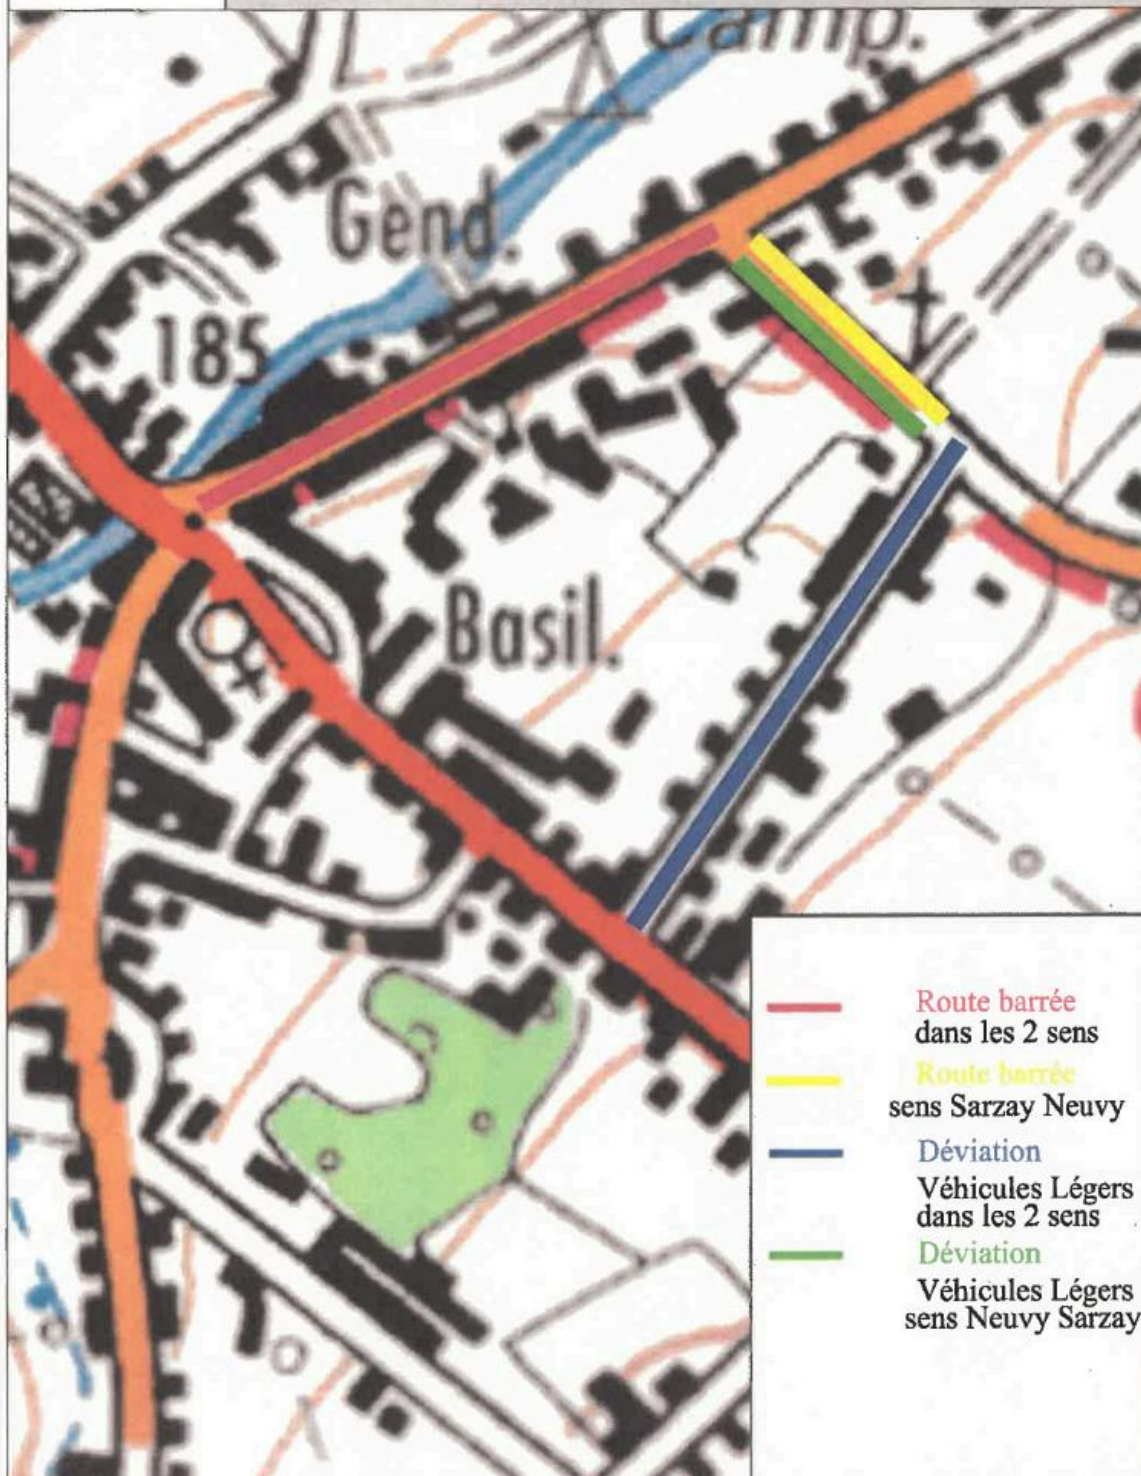 Camp.
Gend.
185
Basil.
Route barrée
dans les 2 sens
Route barrée
sens Sarzay Neuvy
Déviation
Véhicules Légers
dans les 2 sens
Déviation
Véhicules Légers
sens Neuvy Sarzay